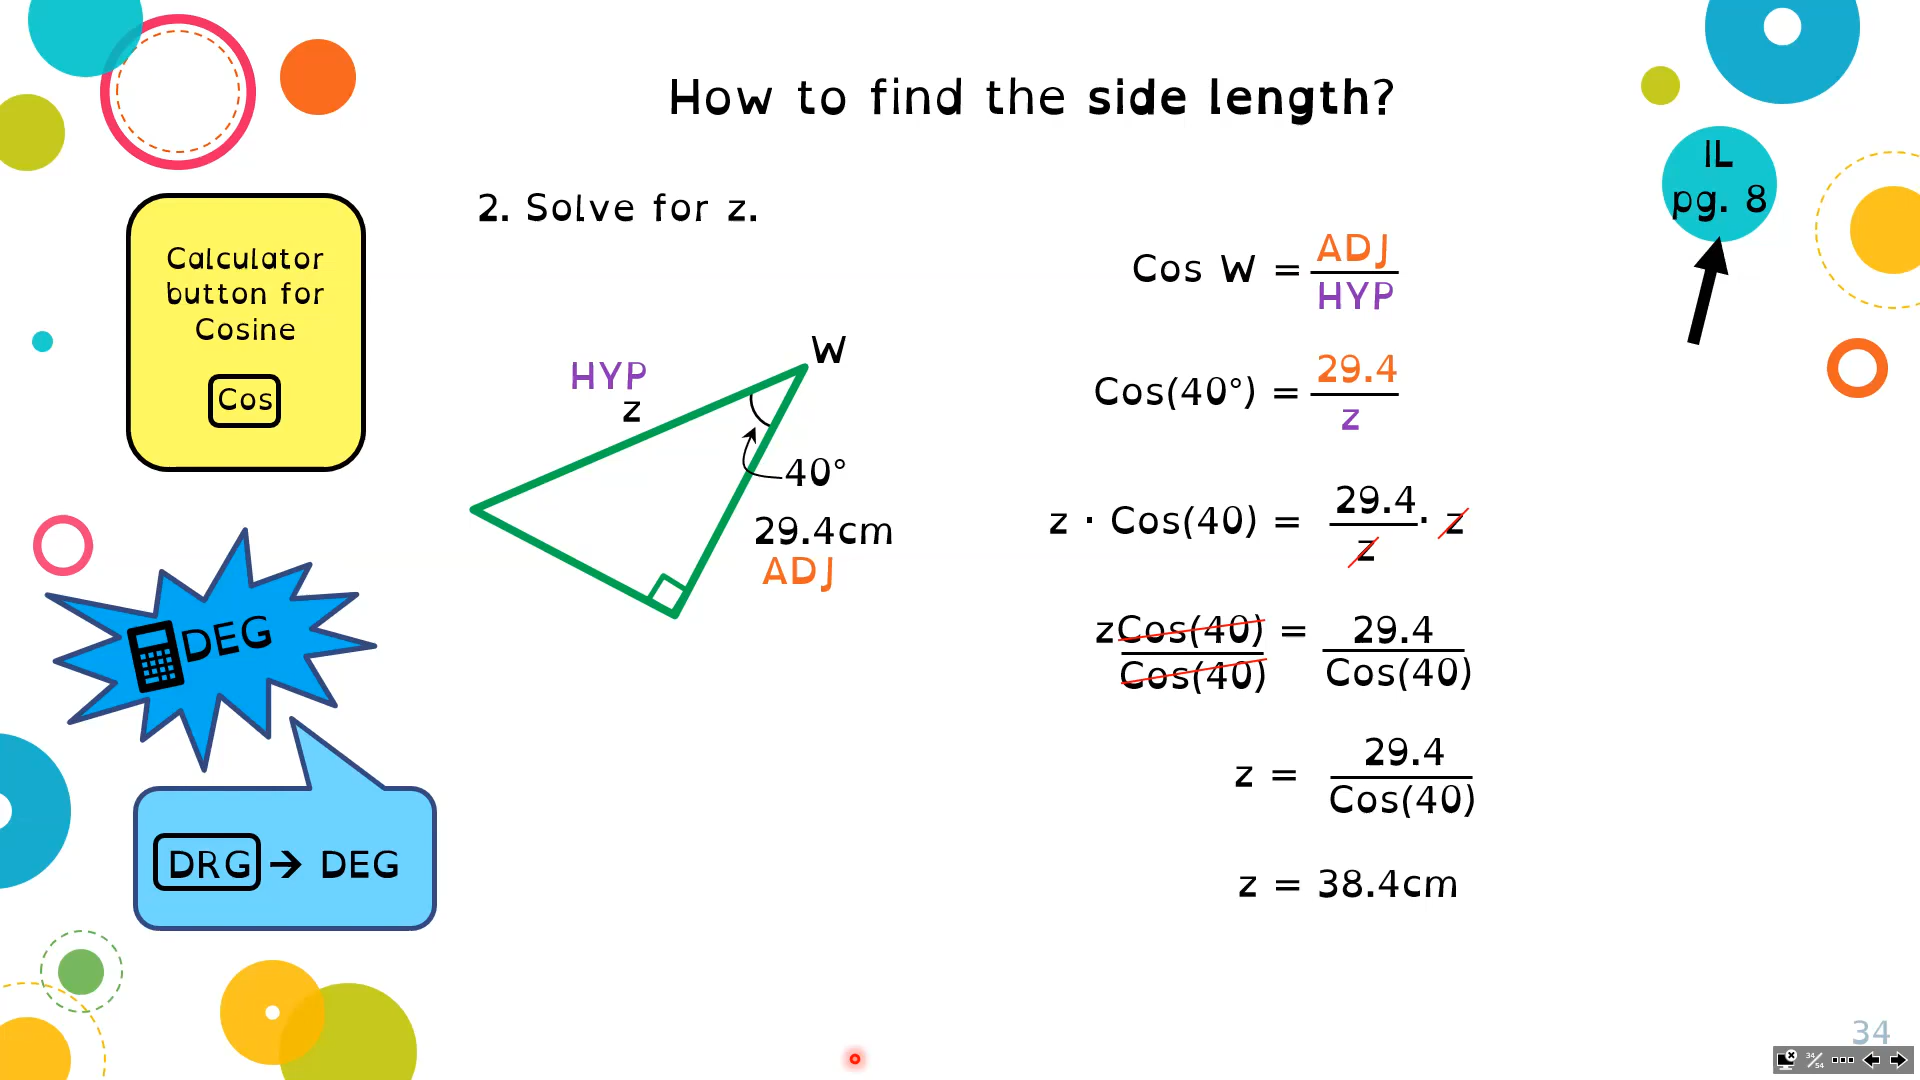 How to find the side length?
IL
pg. 8
2. Solve for z.
Calculator
button for
Cosine
Cos
DEG
DRG → DEG
HYP
z
W
40°
29.4cm
ADJ
Cos W = ADJ
HYP
Cos(40°) = 29.4
z
z · Cos(40) = 29.4 · z
z
zCos(40) = 29.4
Cos(40) Cos(40)
z = 29.4
Cos(40)
z = 38.4cm
34
34/54